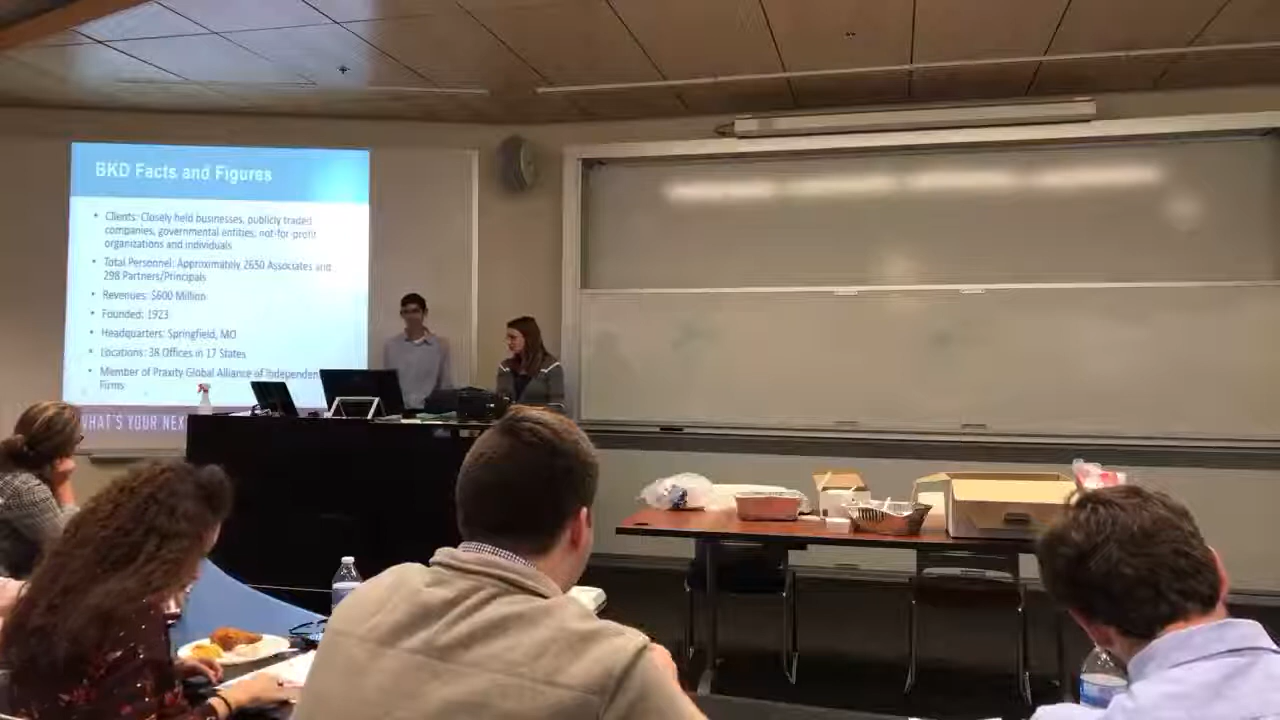 BKD Facts and Figures
• Clients: Closely held businesses, publicly traded
companies, governmental entities, not-for-profit
organizations and individuals
• Total Personnel: Approximately 2650 Associates and
298 Partners/Principals
• Revenues: $600 Million
• Founded: 1923
• Headquarters: Springfield, MO
• Locations: 38 Offices in 17 States
• Member of Praxity Global Alliance of Independen
Firms
WHAT'S YOUR NEX